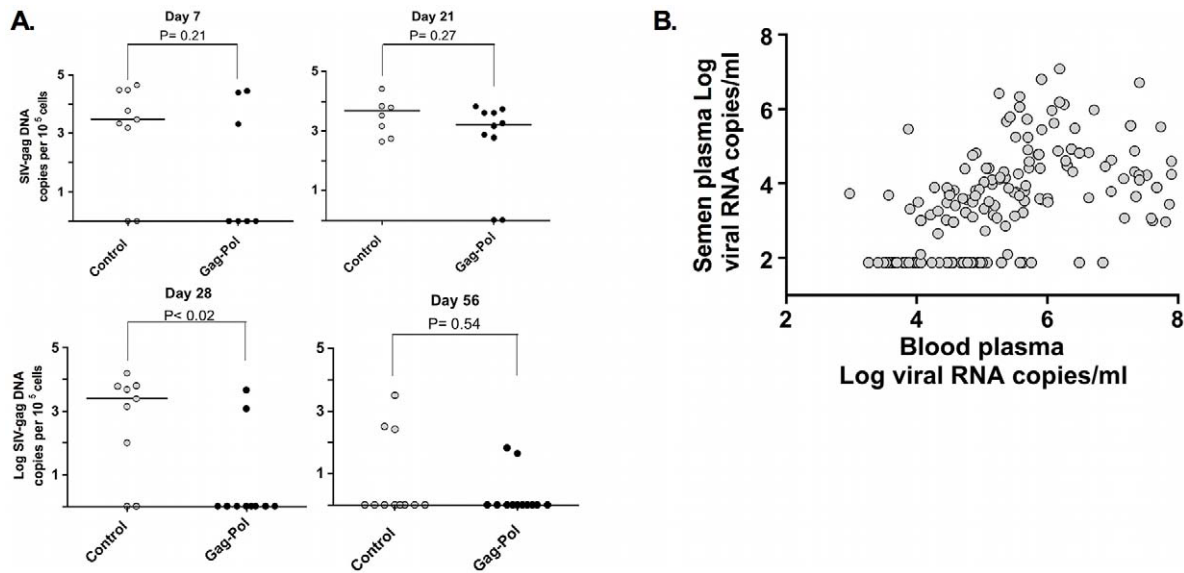 A.
Day 7
P= 0.21
SIV-gag DNA
copies per 10 5 cells
5
3
1
Control
Gag-Pol
Day 21
P= 0.27
5
3
1
Control
Gag-Pol
Day 28
P< 0.02
Log SIV-gag DNA
copies per 10 5 cells
5
3
1
Control
Gag-Pol
Day 56
P= 0.54
5
3
1
Control
Gag-Pol
B.
Semen plasma Log
viral RNA copies/ml
8
6
4
2
2 4 6 8
Blood plasma
Log viral RNA copies/ml